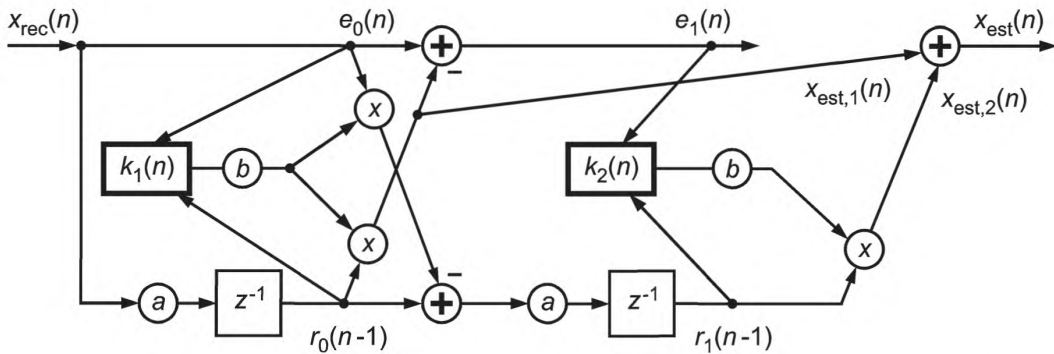 x_rec(n) e_0(n) e_1(n) x_est(n)
+ − +
x x_est,1(n) x_est,2(n)
k_1(n) b k_2(n) b
x x
a z^-1 − + a z^-1
r_0(n-1) r_1(n-1)